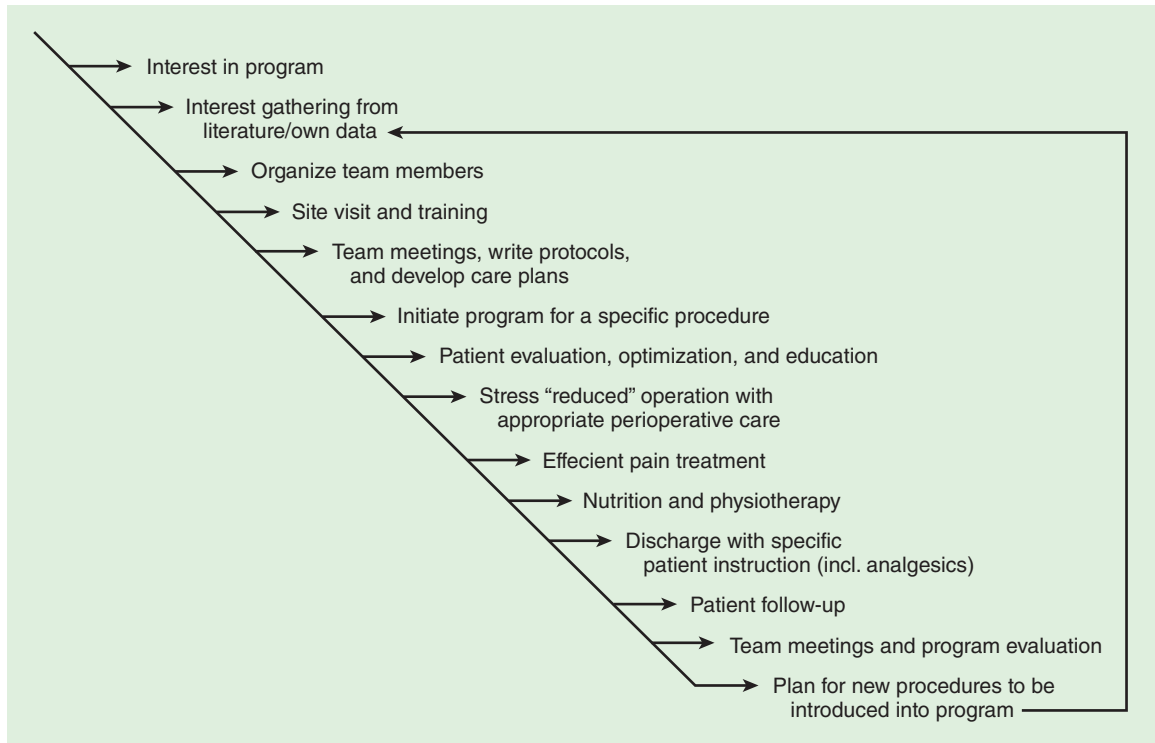 Interest in program
Interest gathering from
literature/own data
Organize team members
Site visit and training
Team meetings, write protocols,
and develop care plans
Initiate program for a specific procedure
Patient evaluation, optimization, and education
Stress “reduced” operation with
appropriate perioperative care
Effecient pain treatment
Nutrition and physiotherapy
Discharge with specific
patient instruction (incl. analgesics)
Patient follow-up
Team meetings and program evaluation
Plan for new procedures to be
introduced into program